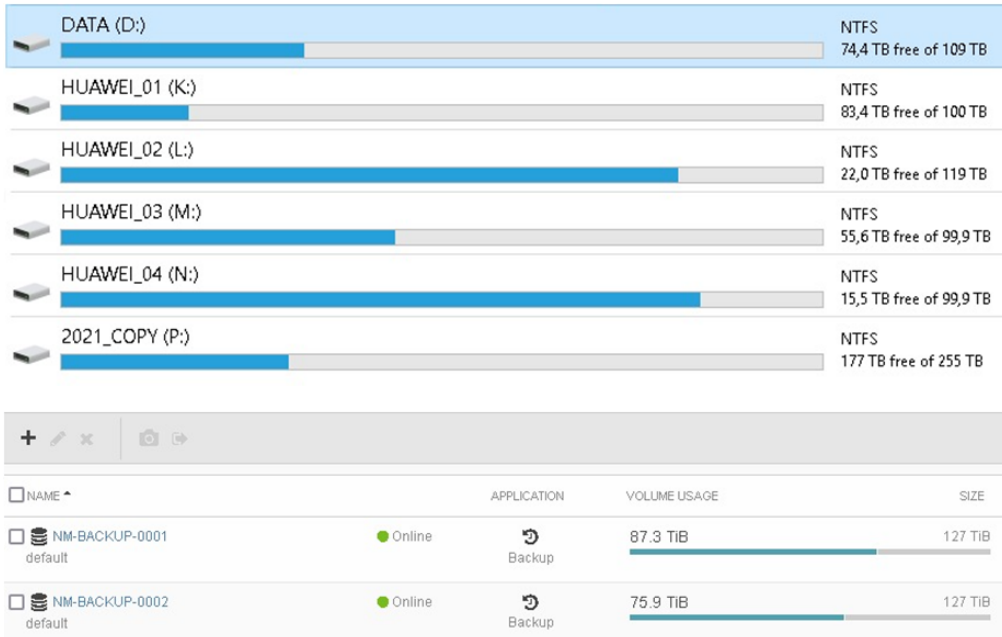 DATA (D:)
NTFS
74,4 TB free of 109 TB
HUAWEI_01 (K:)
NTFS
83,4 TB free of 100 TB
HUAWEI_02 (L:)
NTFS
22,0 TB free of 119 TB
HUAWEI_03 (M:)
NTFS
55,6 TB free of 99,9 TB
HUAWEI_04 (N:)
NTFS
15,5 TB free of 99,9 TB
2021_COPY (P:)
NTFS
177 TB free of 255 TB
NAME APPLICATION VOLUME USAGE SIZE
NM-BACKUP-0001 Online 87.3 TiB 127 TiB
default Backup
NM-BACKUP-0002 Online 75.9 TiB 127 TiB
default Backup